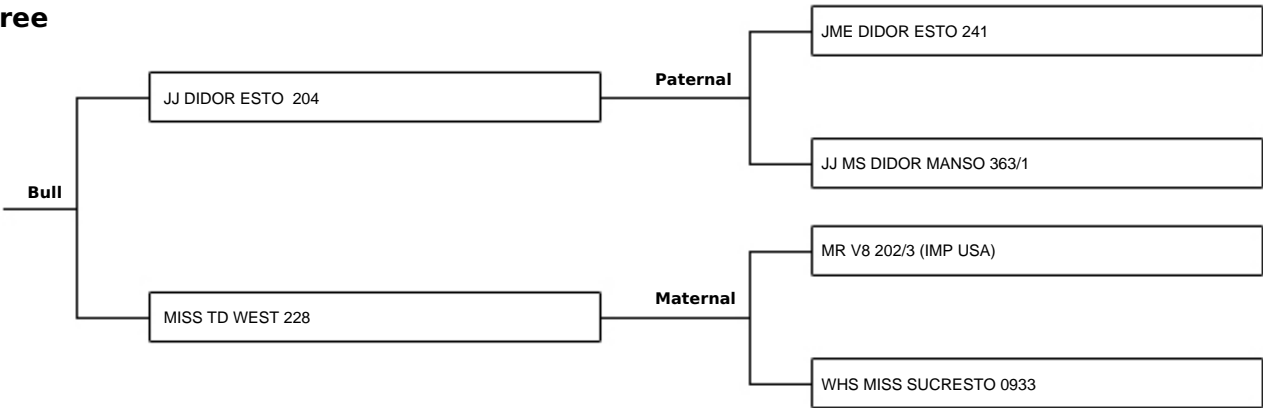 ree
JME DIDOR ESTO 241
Paternal
JJ DIDOR ESTO  204
JJ MS DIDOR MANSO 363/1
Bull
MR V8 202/3 (IMP USA)
Maternal
MISS TD WEST 228
WHS MISS SUCRESTO 0933